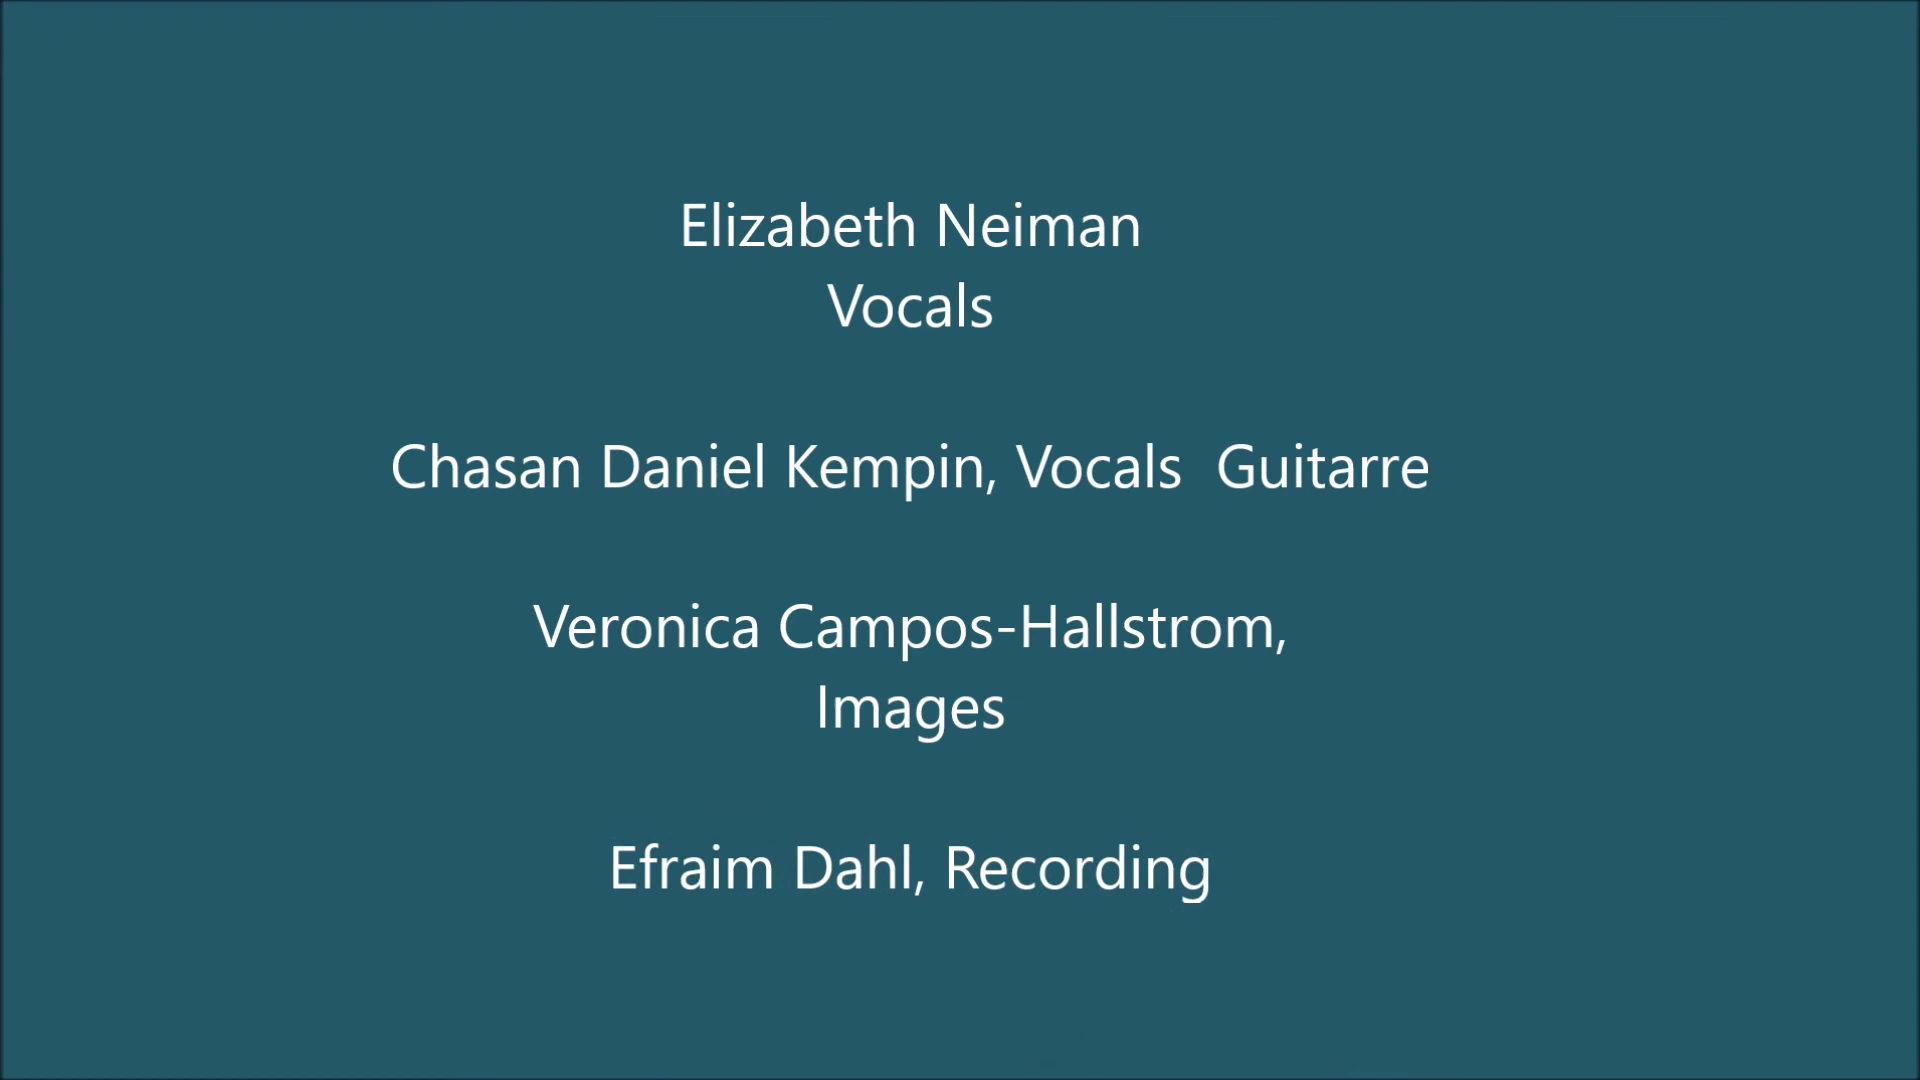 Elizabeth Neiman
Vocals
Chasan Daniel Kempin, Vocals  Guitarre
Veronica Campos-Hallstrom,
Images
Efraim Dahl, Recording